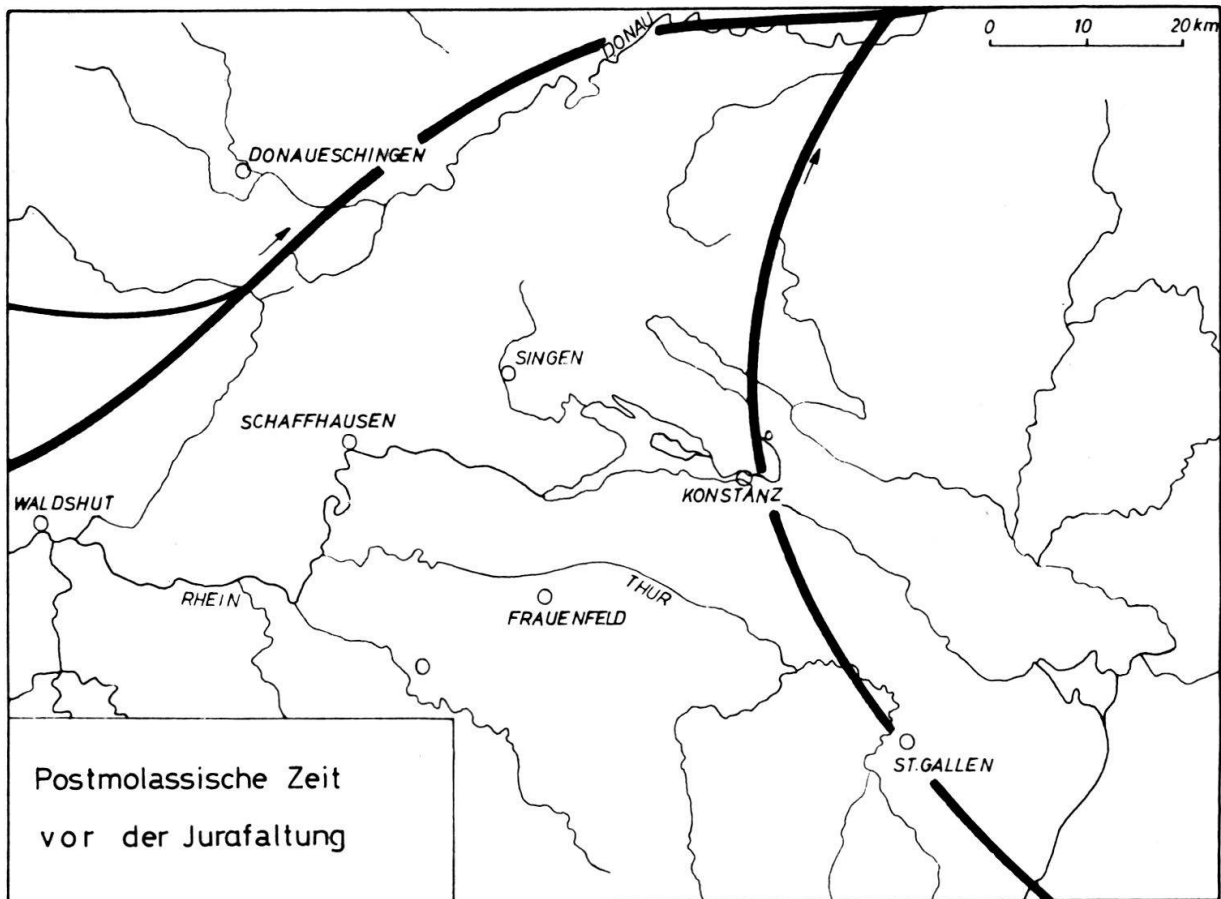 DONAU
0 10 20 km
DONAUESCHINGEN
SINGEN
SCHAFFHAUSEN
KONSTANZ
WALDSHUT
RHEIN
THUR
FRAUENFELD
ST.GALLEN
Postmolassische Zeit
vor der Jurafaltung